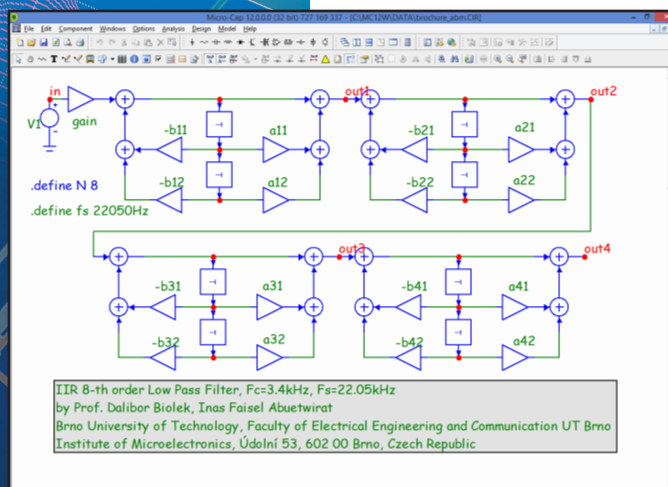 Micro-Cap 12.0.0.0 (32 bit) 727 169 337 - [C:\MC12W\DATA\brochure_abm.CIR]
File Edit Component Windows Options Analysis Design Model Help
in
out1
out2
V1
gain
-b11
a11
-b21
a21
-b12
a12
-b22
a22
.define N 8
.define fs 22050Hz
out3
out4
-b31
a31
-b41
a41
-b32
a32
-b42
a42
IIR 8-th order Low Pass Filter, Fc=3.4kHz, Fs=22.05kHz
by Prof. Dalibor Biolek, Inas Faisel Abuetwirat
Brno University of Technology, Faculty of Electrical Engineering and Communication UT Brno
Institute of Microelectronics, Údolní 53, 602 00 Brno, Czech Republic